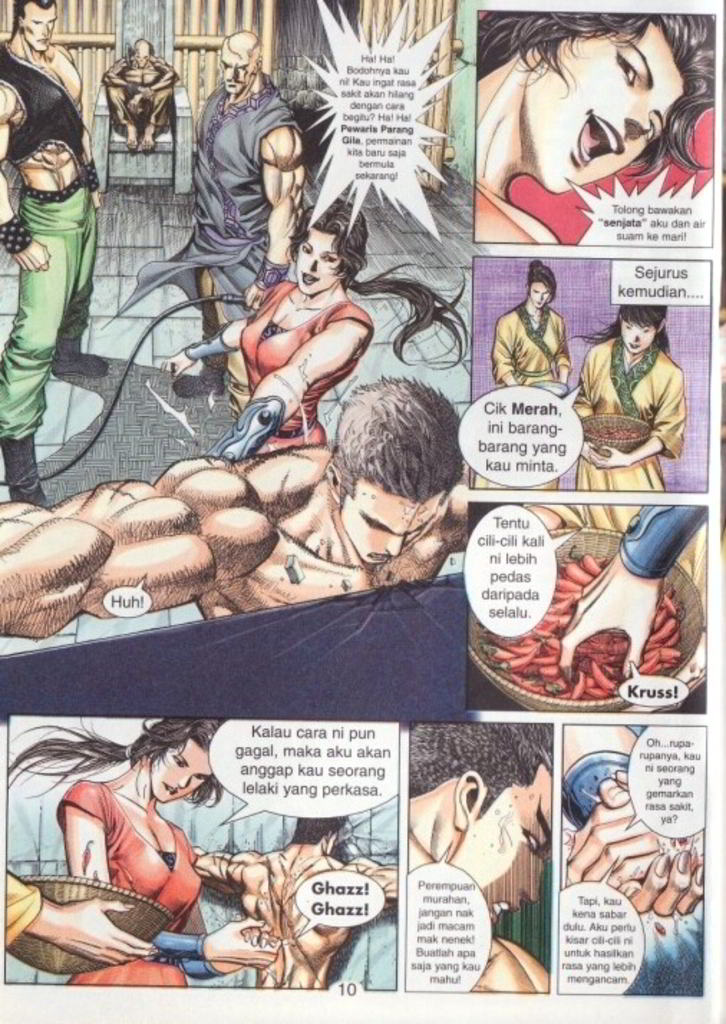 Ha! Ha!
Bodohnya kau
ni! Kau ingat rasa
sakit akan hilang
dengan cara
begitu? Ha! Ha!
Pewaris Parang
Gila, permainan
kita baru saja
bermula
sekarang!
Tolong bawakan
"senjata" aku dan air
suam ke mari!
Sejurus
kemudian....
Cik Merah,
ini barang-
barang yang
kau minta.
Huh!
Tentu
cili-cili kali
ni lebih
pedas
daripada
selalu.
Kruss!
Kalau cara ni pun
gagal, maka aku akan
anggap kau seorang
lelaki yang perkasa.
Ghazz!
Ghazz!
Perempuan
murahan,
jangan nak
jadi macam
mak nenek!
Buatlah apa
saja yang kau
mahu!
Oh...rupa-
rupanya, kau
ni seorang
yang
gemarkan
rasa sakit,
ya?
Tapi, kau
kena sabar
dulu. Aku perlu
kisar cili-cili ni
untuk hasilkan
rasa yang lebih
mengancam.
10